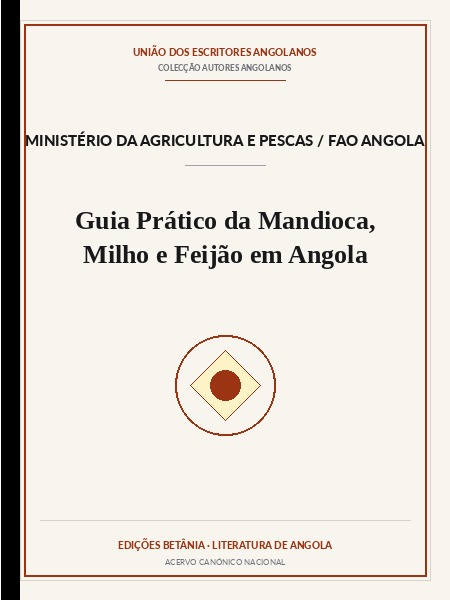 UNIÃO DOS ESCRITORES ANGOLANOS
COLECÇÃO AUTORES ANGOLANOS
MINISTÉRIO DA AGRICULTURA E PESCAS / FAO ANGOLA
Guia Prático da Mandioca,
Milho e Feijão em Angola
EDIÇÕES BETÂNIA · LITERATURA DE ANGOLA
ACERVO CANÓNICO NACIONAL